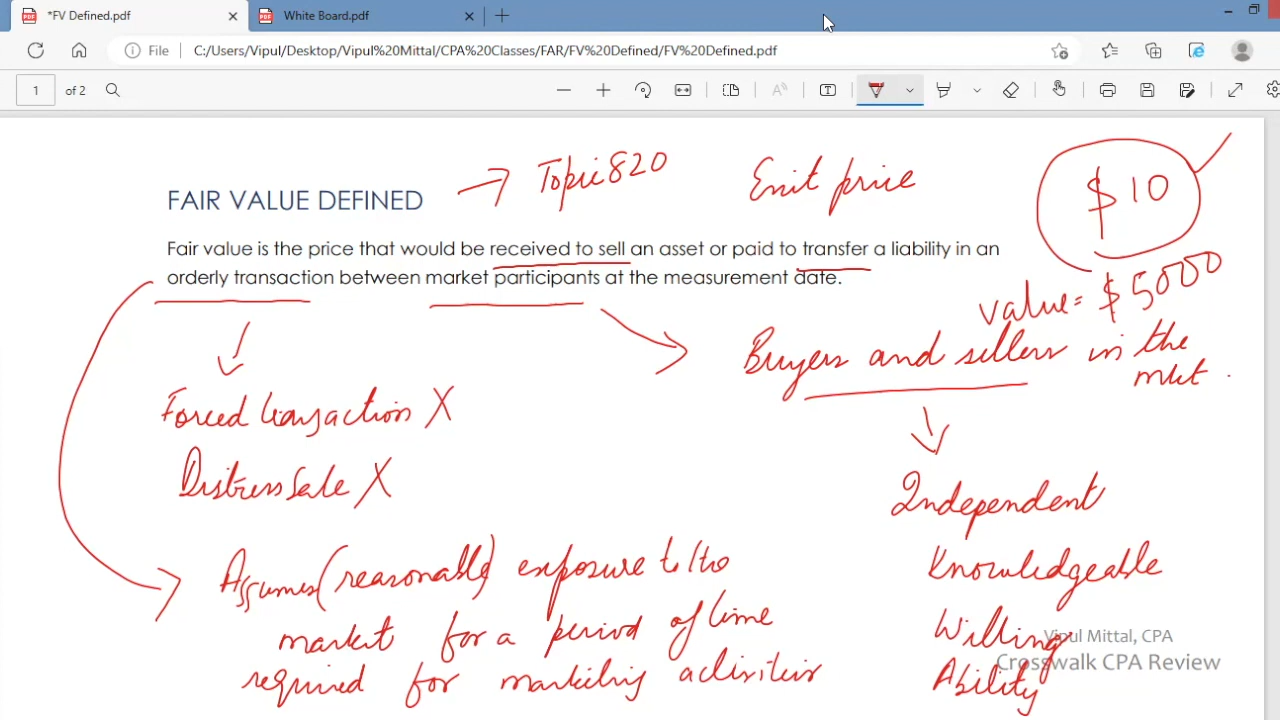 *FV Defined.pdf
White Board.pdf
File C:/Users/Vipul/Desktop/Vipul%20Mittal/CPA%20Classes/FAR/FV%20Defined/FV%20Defined.pdf
1 of 2
FAIR VALUE DEFINED → Topic 820
Exit price
$10
Fair value is the price that would be received to sell an asset or paid to transfer a liability in an
orderly transaction between market participants at the measurement date.
value = $5000
Buyers and sellers in the
mkt.
Forced transaction X
Distress Sale X
Independent
Knowledgeable
Willing
Ability
Assumes (reasonable) exposure to the
market for a period of time
required for marketing activities
Vipul Mittal, CPA
Crosswalk CPA Review